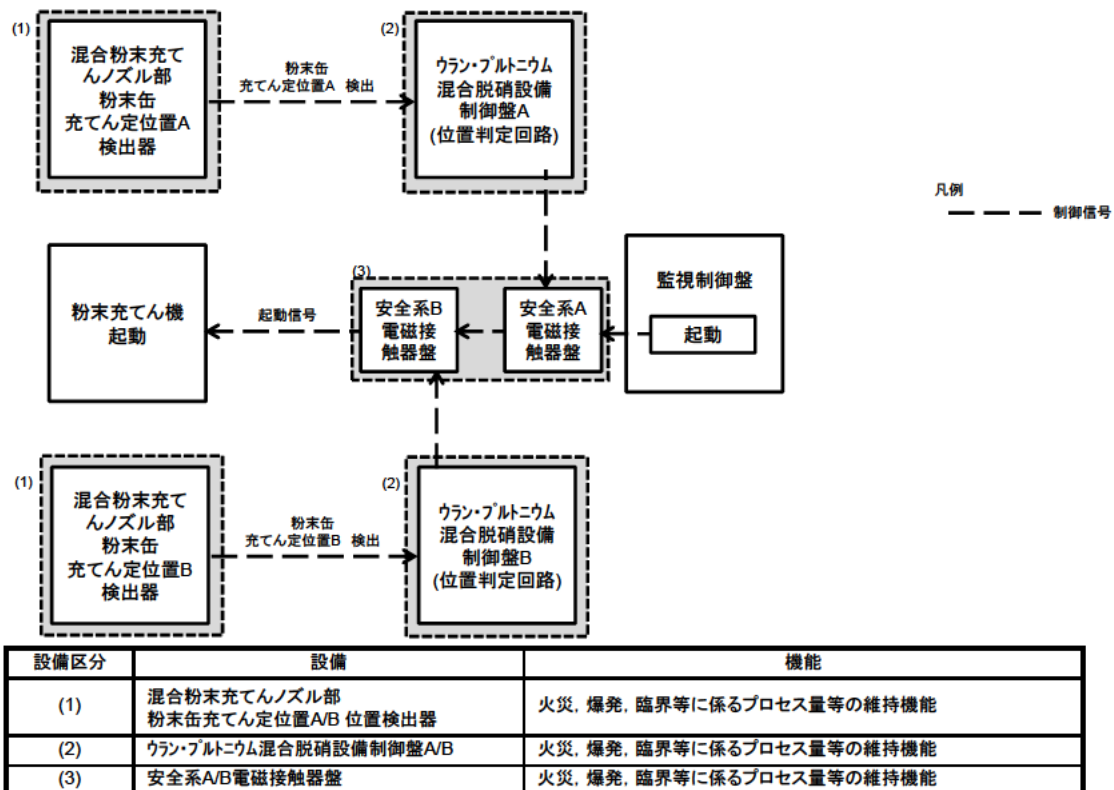 (1)
混合粉末充て
んノズル部
粉末缶
充てん定位置A
検出器
粉末缶
充てん定位置A 検出
(2)
ウラン・プルトニウム
混合脱硝設備
制御盤A
(位置判定回路)
凡例
制御信号
粉末充てん機
起動
起動信号
(3)
安全系B
電磁接
触器盤
安全系A
電磁接
触器盤
監視制御盤
起動
(1)
混合粉末充て
んノズル部
粉末缶
充てん定位置B
検出器
粉末缶
充てん定位置B 検出
(2)
ウラン・プルトニウム
混合脱硝設備
制御盤B
(位置判定回路)
設備区分 設備 機能
(1) 混合粉末充てんノズル部
粉末缶充てん定位置A/B 位置検出器 火災, 爆発, 臨界等に係るプロセス量等の維持機能
(2) ウラン・プルトニウム混合脱硝設備制御盤A/B 火災, 爆発, 臨界等に係るプロセス量等の維持機能
(3) 安全系A/B電磁接触器盤 火災, 爆発, 臨界等に係るプロセス量等の維持機能